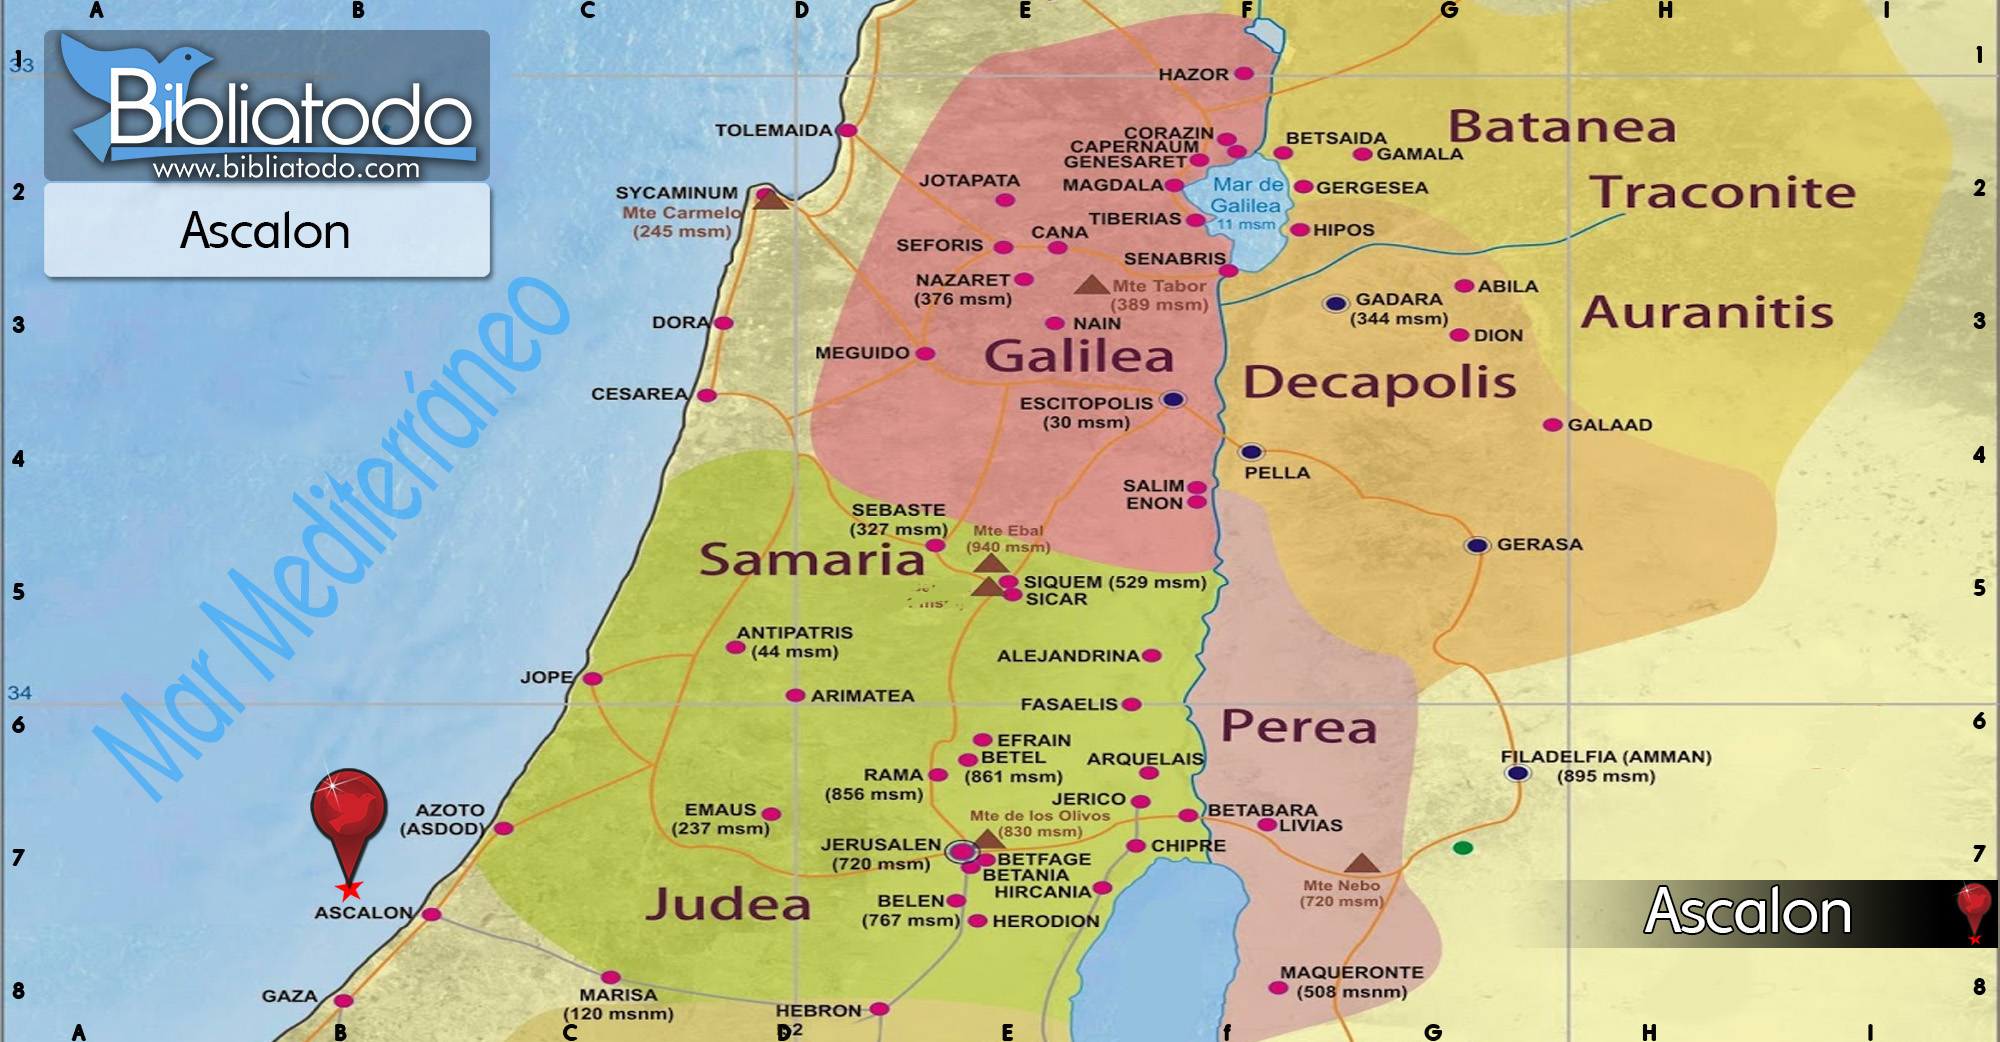 A B C D E F G H I
1 1
33
Bibliatodo
www.bibliatodo.com
Ascalon
HAZOR
TOLEMAIDA
CORAZIN
CAPERNAUM
GENESARET
BETSAIDA
GAMALA
Batanea
2 2
SYCAMINUM
Mte Carmelo
(245 msm)
JOTAPATA
MAGDALA
Mar de
Galilea
11 msm
GERGESEA
Traconite
TIBERIAS
HIPOS
SEFORIS
CANA
SENABRIS
NAZARET
(376 msm)
Mte Tabor
(389 msm)
ABILA
GADARA
(344 msm)
Auranitis
3 3
DORA
NAIN
DION
MEGUIDO
Galilea
Decapolis
CESAREA
ESCITOPOLIS
(30 msm)
GALAAD
Mar Mediterráneo
4 4
PELLA
SALIM
ENON
SEBASTE
(327 msm)
Mte Ebal
(940 msm)
GERASA
Samaria
5 5
SIQUEM (529 msm)
SICAR
ANTIPATRIS
(44 msm)
ALEJANDRINA
JOPE
34
ARIMATEA
FASAELIS
6 6
Perea
EFRAIN
BETEL
(861 msm)
ARQUELAIS
RAMA
(856 msm)
FILADELFIA (AMMAN)
(895 msm)
AZOTO
(ASDOD)
EMAUS
(237 msm)
JERICO
BETABARA
LIVIAS
Mte de los Olivos
(830 msm)
7 7
JERUSALEN
(720 msm)
CHIPRE
BETFAGE
BETANIA
HIRCANIA
Mte Nebo
(720 msm)
ASCALON
Judea
BELEN
(767 msm)
HERODION
Ascalon
8 8
GAZA
MARISA
(120 msnm)
MAQUERONTE
(508 msnm)
HEBRON
A B C D E f G H I